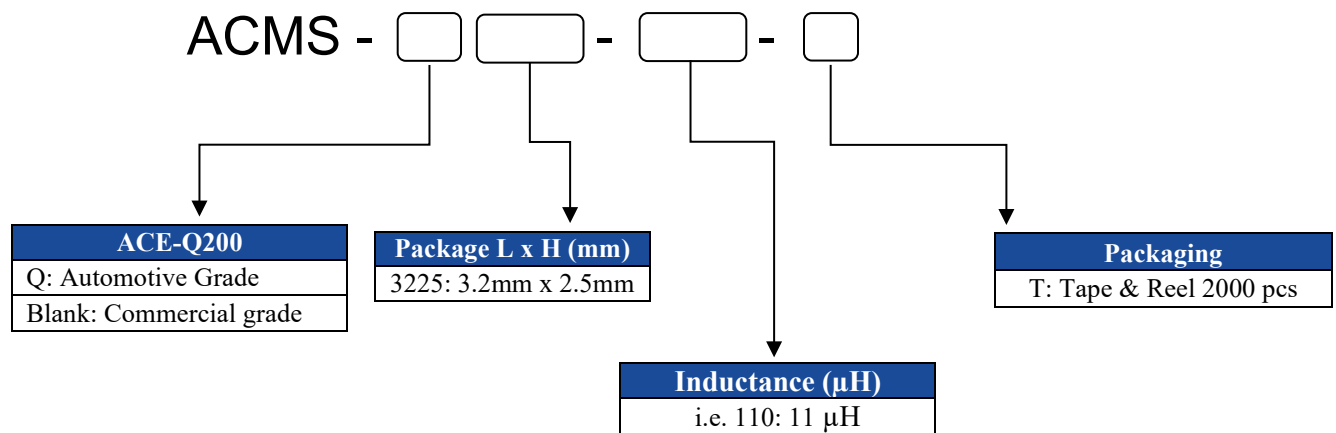 ACMS - - -
ACE-Q200
Q: Automotive Grade
Blank: Commercial grade
Package L x H (mm)
3225: 3.2mm x 2.5mm
Inductance (µH)
i.e. 110: 11 µH
Packaging
T: Tape & Reel 2000 pcs